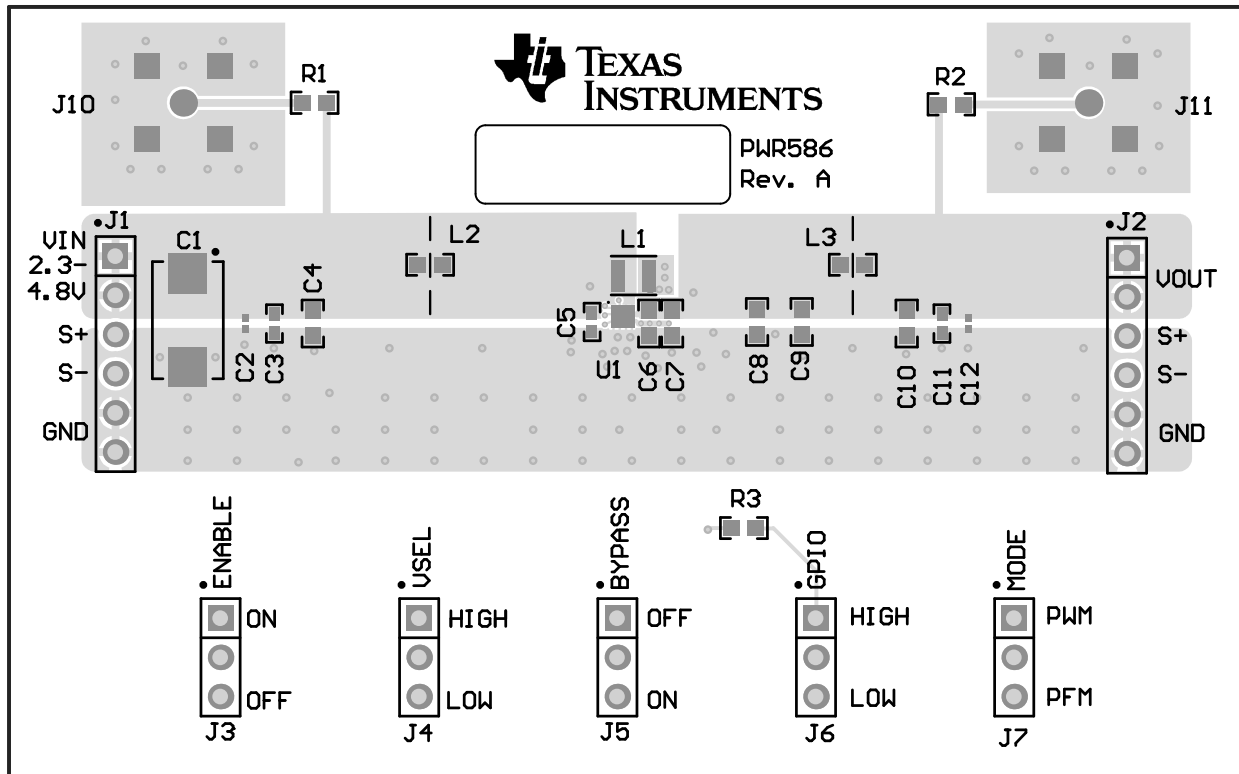 TEXAS
INSTRUMENTS
J10
R1
R2
J11
PWR586
Rev. A
J1
VIN
2.3-
4.8V
S+
S-
GND
C1
C2
C3
C4
L2
L1
C5
U1
C6
C7
L3
C8
C9
C10
C11
C12
J2
VOUT
S+
S-
GND
R3
ENABLE
ON
OFF
J3
VSEL
HIGH
LOW
J4
BYPASS
OFF
ON
J5
GPIO
HIGH
LOW
J6
MODE
PWM
PFM
J7